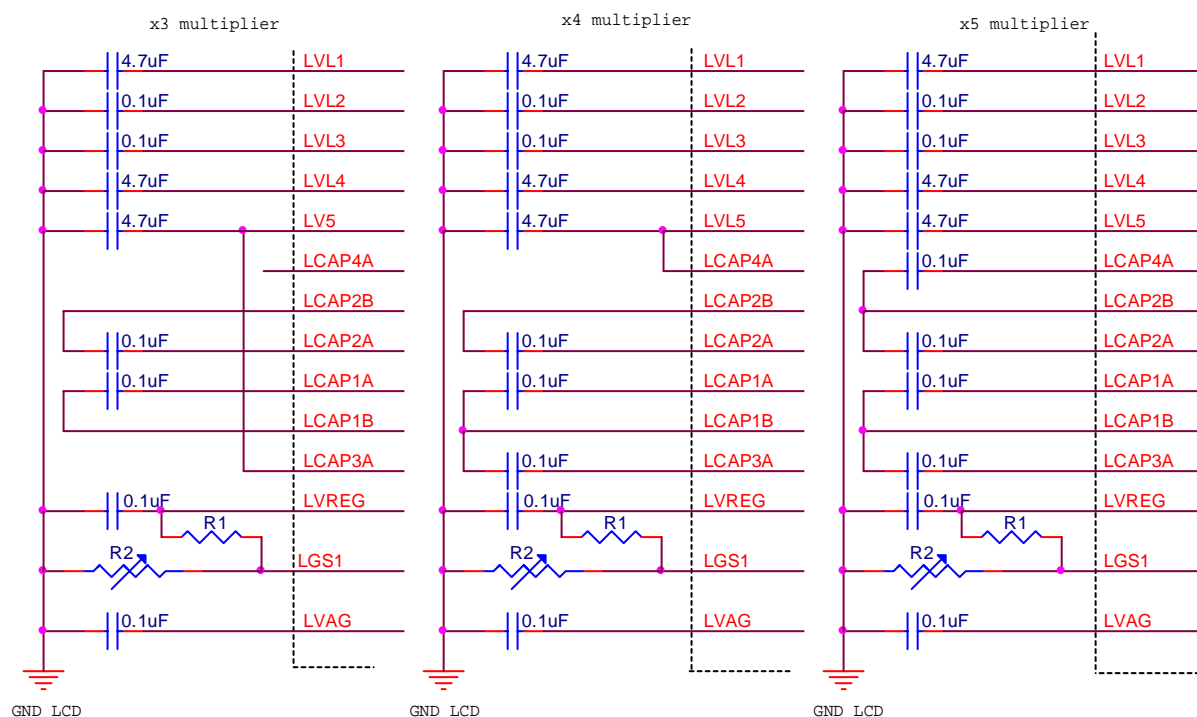 x3 multiplier
4.7uF LVL1
0.1uF LVL2
0.1uF LVL3
4.7uF LVL4
4.7uF LV5
LCAP4A
LCAP2B
0.1uF LCAP2A
0.1uF LCAP1A
LCAP1B
LCAP3A
0.1uF LVREG
R1
R2 LGS1
0.1uF LVAG
GND LCD
x4 multiplier
4.7uF LVL1
0.1uF LVL2
0.1uF LVL3
4.7uF LVL4
4.7uF LVL5
LCAP4A
LCAP2B
0.1uF LCAP2A
0.1uF LCAP1A
LCAP1B
0.1uF LCAP3A
0.1uF LVREG
R1
R2 LGS1
0.1uF LVAG
GND LCD
x5 multiplier
4.7uF LVL1
0.1uF LVL2
0.1uF LVL3
4.7uF LVL4
4.7uF LVL5
0.1uF LCAP4A
LCAP2B
0.1uF LCAP2A
0.1uF LCAP1A
LCAP1B
0.1uF LCAP3A
0.1uF LVREG
R1
R2 LGS1
0.1uF LVAG
GND LCD